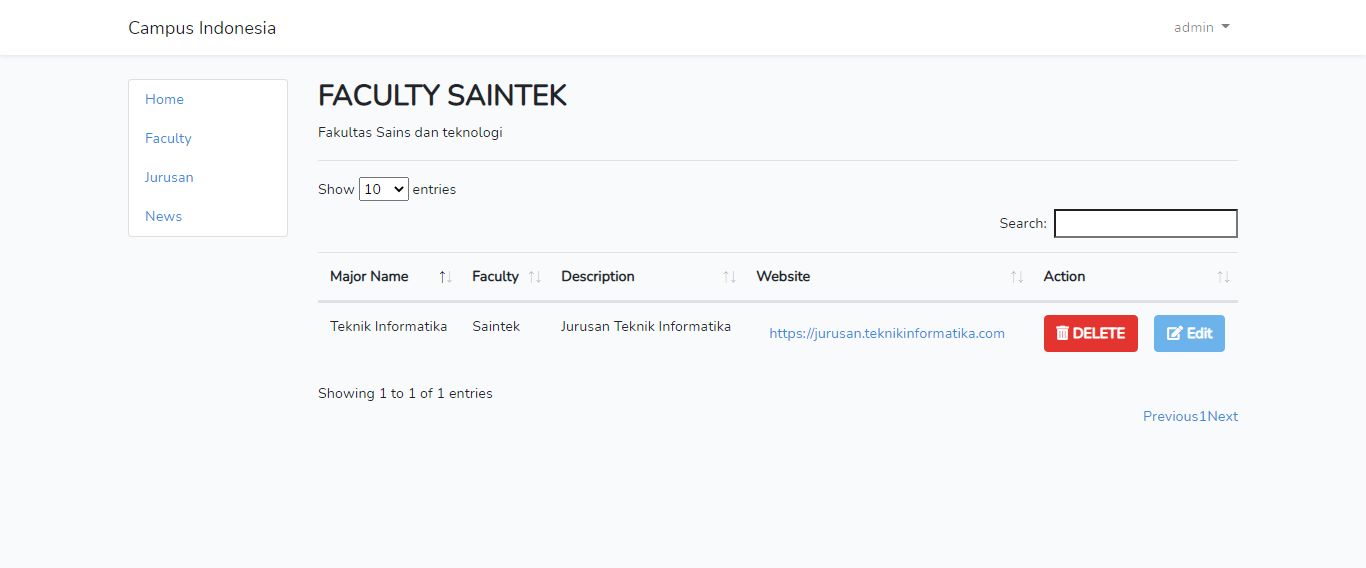 Campus Indonesia
admin
Home
Faculty
Jurusan
News
FACULTY SAINTEK
Fakultas Sains dan teknologi
Show 10 entries
Search:
Major Name Faculty Description Website Action
Teknik Informatika Saintek Jurusan Teknik Informatika https://jurusan.teknikinformatika.com DELETE Edit
Showing 1 to 1 of 1 entries
Previous1Next